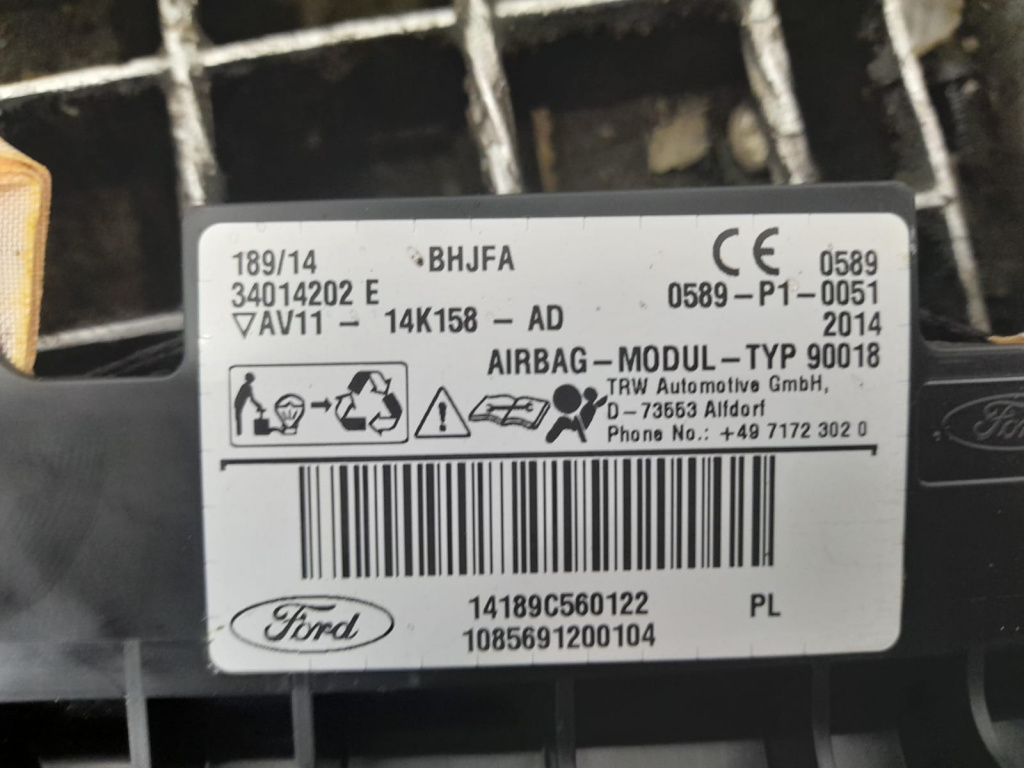 189/14 BHJFA CE 0589
34014202 E 0589-P1-0051
▽AV11 - 14K158 - AD 2014
AIRBAG-MODUL-TYP 90018
TRW Automotive GmbH,
D-73553 Alfdorf
Phone No.: +49 7172 302 0
14189C560122 PL
1085691200104
Ford
Ford